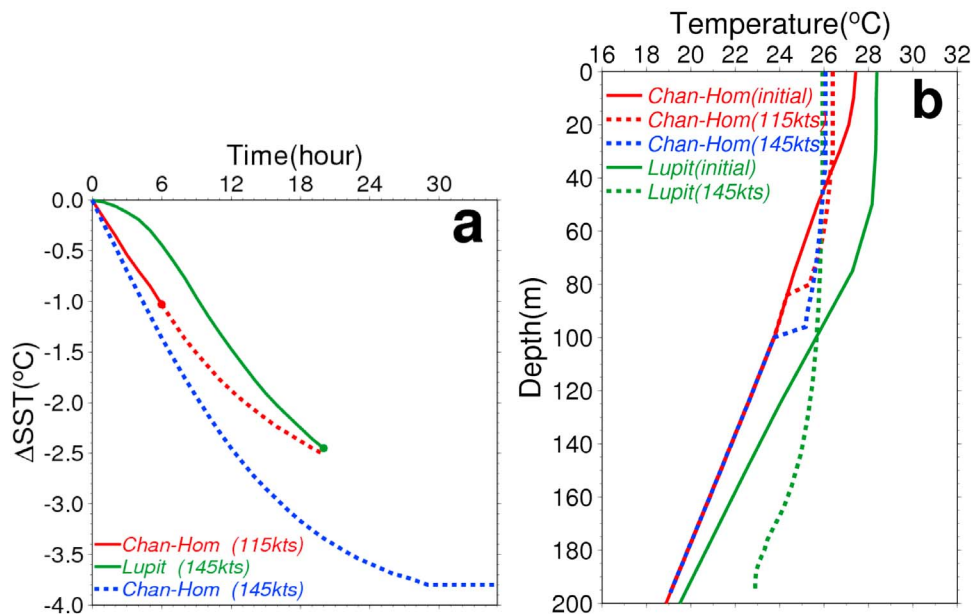 Time(hour)
0 6 12 18 24 30
0.0
-0.5
-1.0
-1.5
-2.0
-2.5
-3.0
-3.5
-4.0
ΔSST(ºC)
a
Chan-Hom (115kts)
Lupit (145kts)
Chan-Hom (145kts)
Temperature(ºC)
16 18 20 22 24 26 28 30 32
0
20
40
60
80
100
120
140
160
180
200
Depth(m)
b
Chan-Hom(initial)
Chan-Hom(115kts)
Chan-Hom(145kts)
Lupit(initial)
Lupit(145kts)